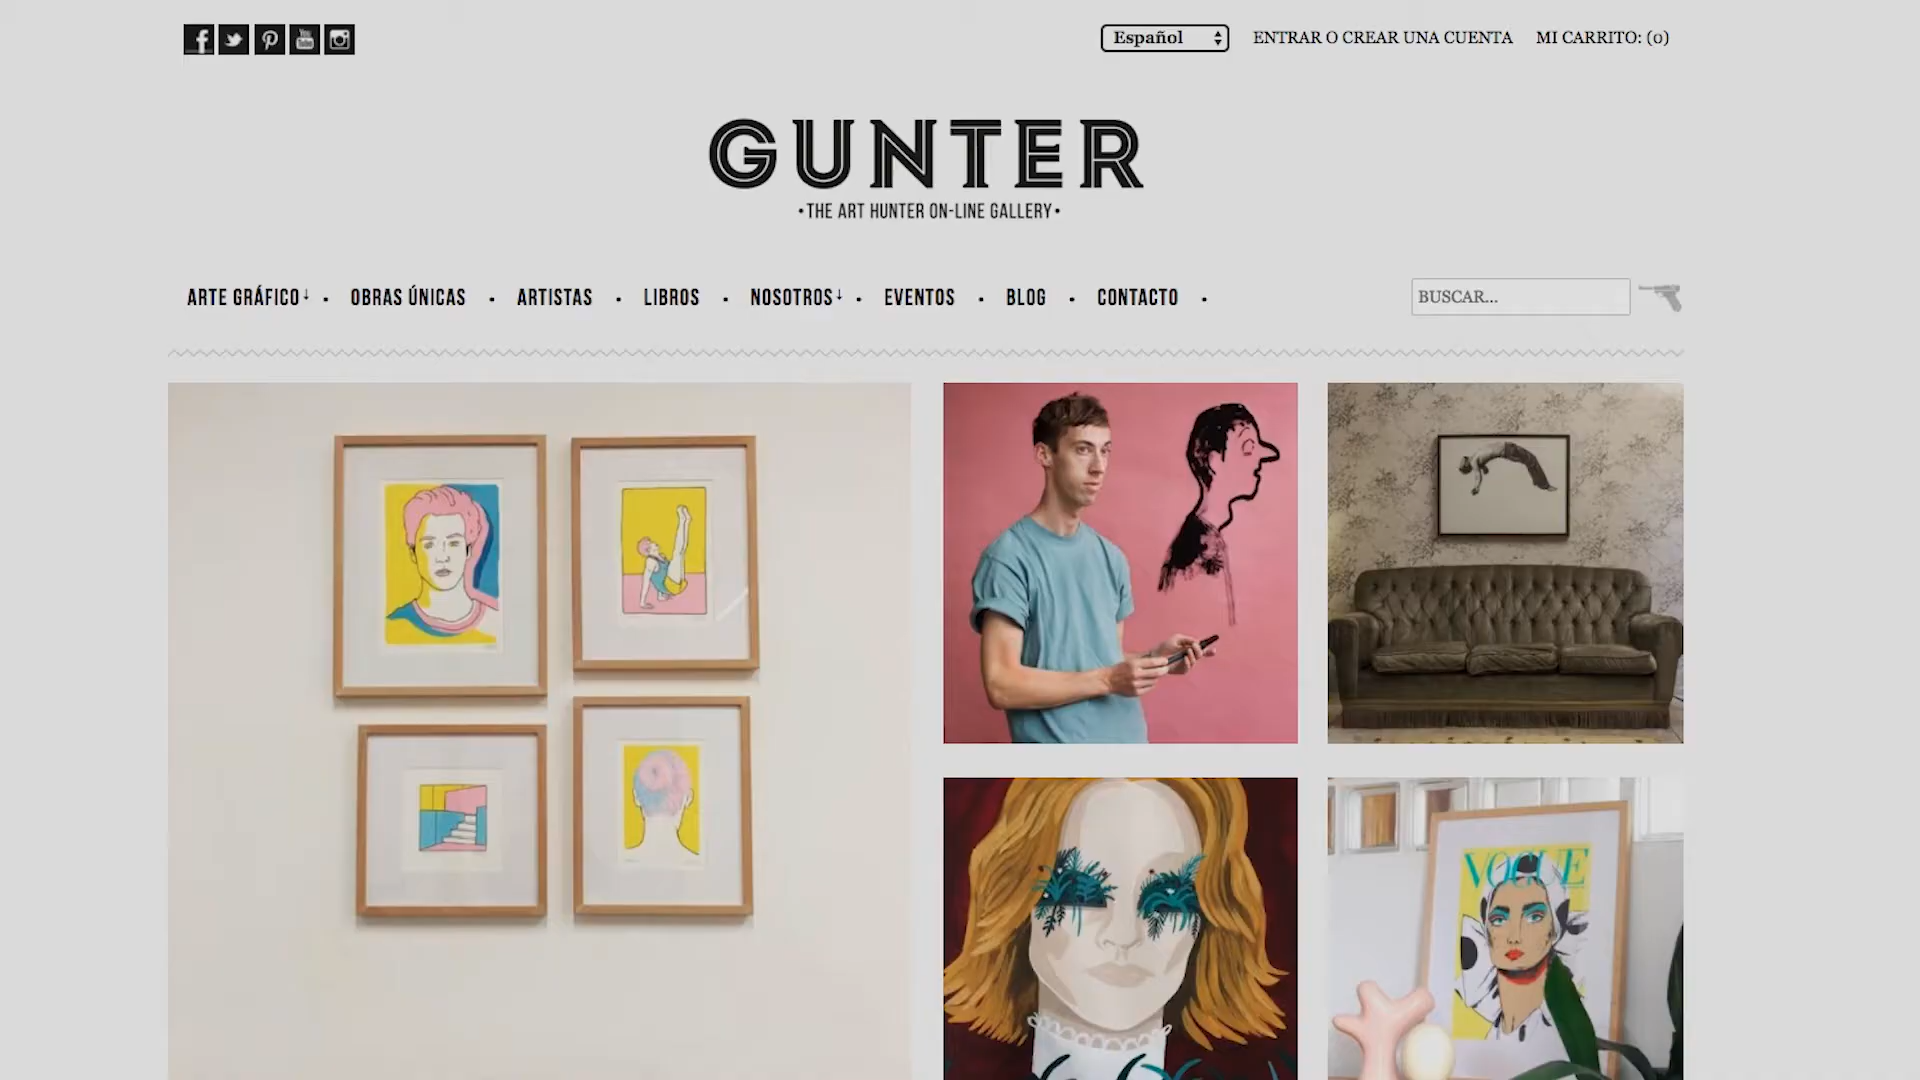 Español
ENTRAR O CREAR UNA CUENTA
MI CARRITO: (0)
GUNTER
•THE ART HUNTER ON-LINE GALLERY•
ARTE GRÁFICO↓ • OBRAS ÚNICAS • ARTISTAS • LIBROS • NOSOTROS↓ • EVENTOS • BLOG • CONTACTO •
BUSCAR...
VOGUE